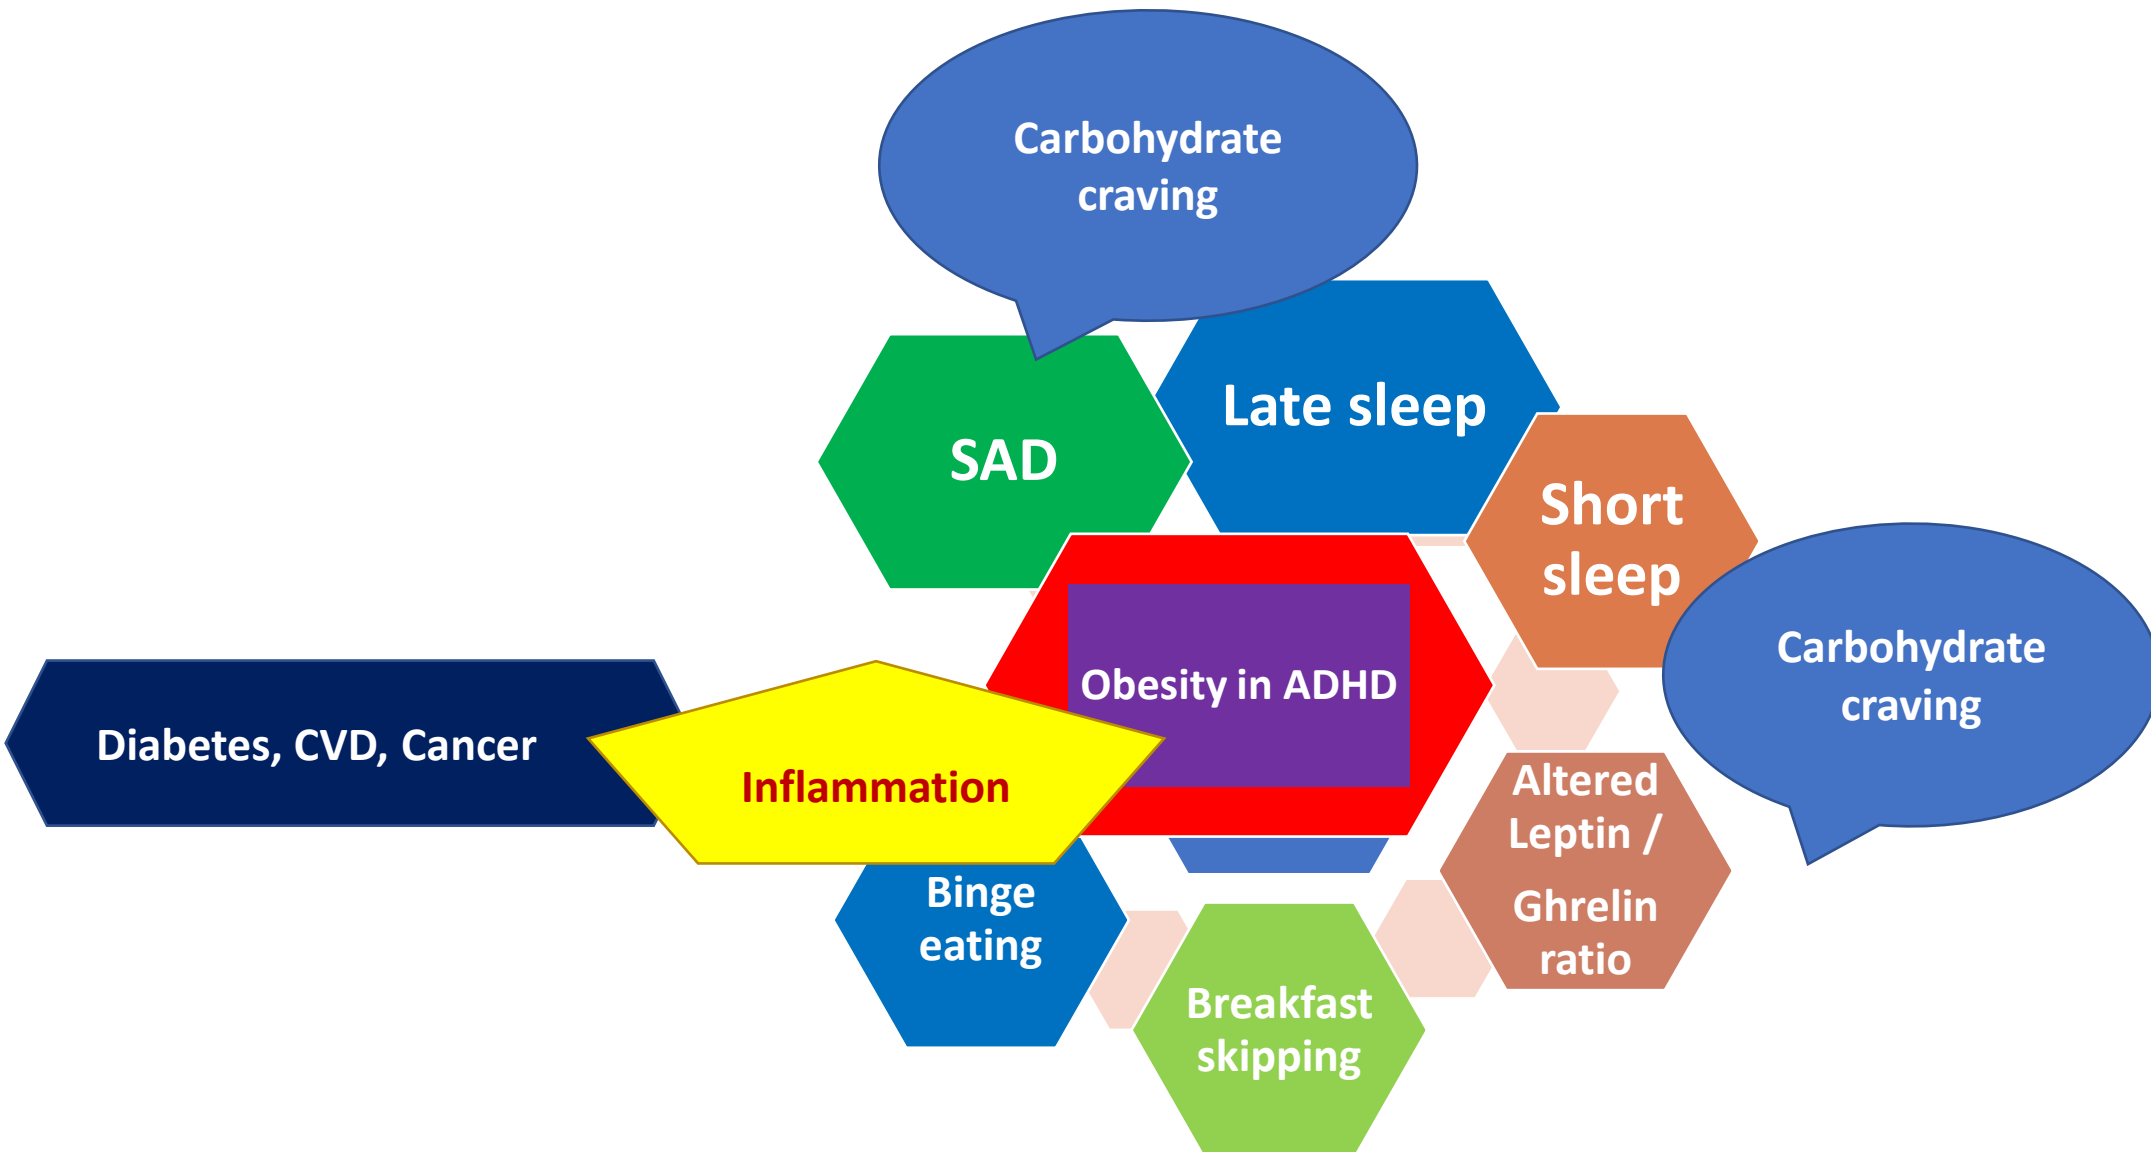 Carbohydrate
craving
Late sleep
SAD
Short
sleep
Carbohydrate
craving
Obesity in ADHD
Diabetes, CVD, Cancer
Inflammation
Altered
Leptin /
Ghrelin
ratio
Binge
eating
Breakfast
skipping